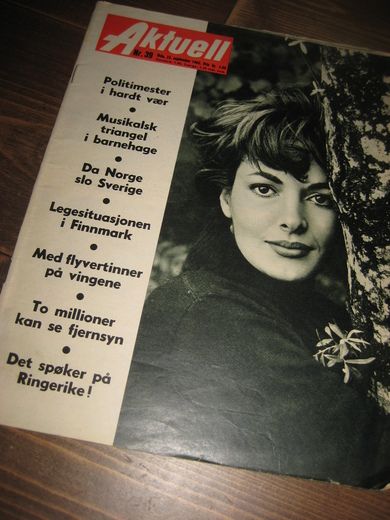 Aktuell
Nr. 39
Politimester
i hardt vær
Musikalsk
triangel
i barnehage
Da Norge
slo Sverige
Legesituasjonen
i Finnmark
Med flyvertinner
på vingene
To millioner
kan se fjernsyn
Det spøker på
Ringerike!